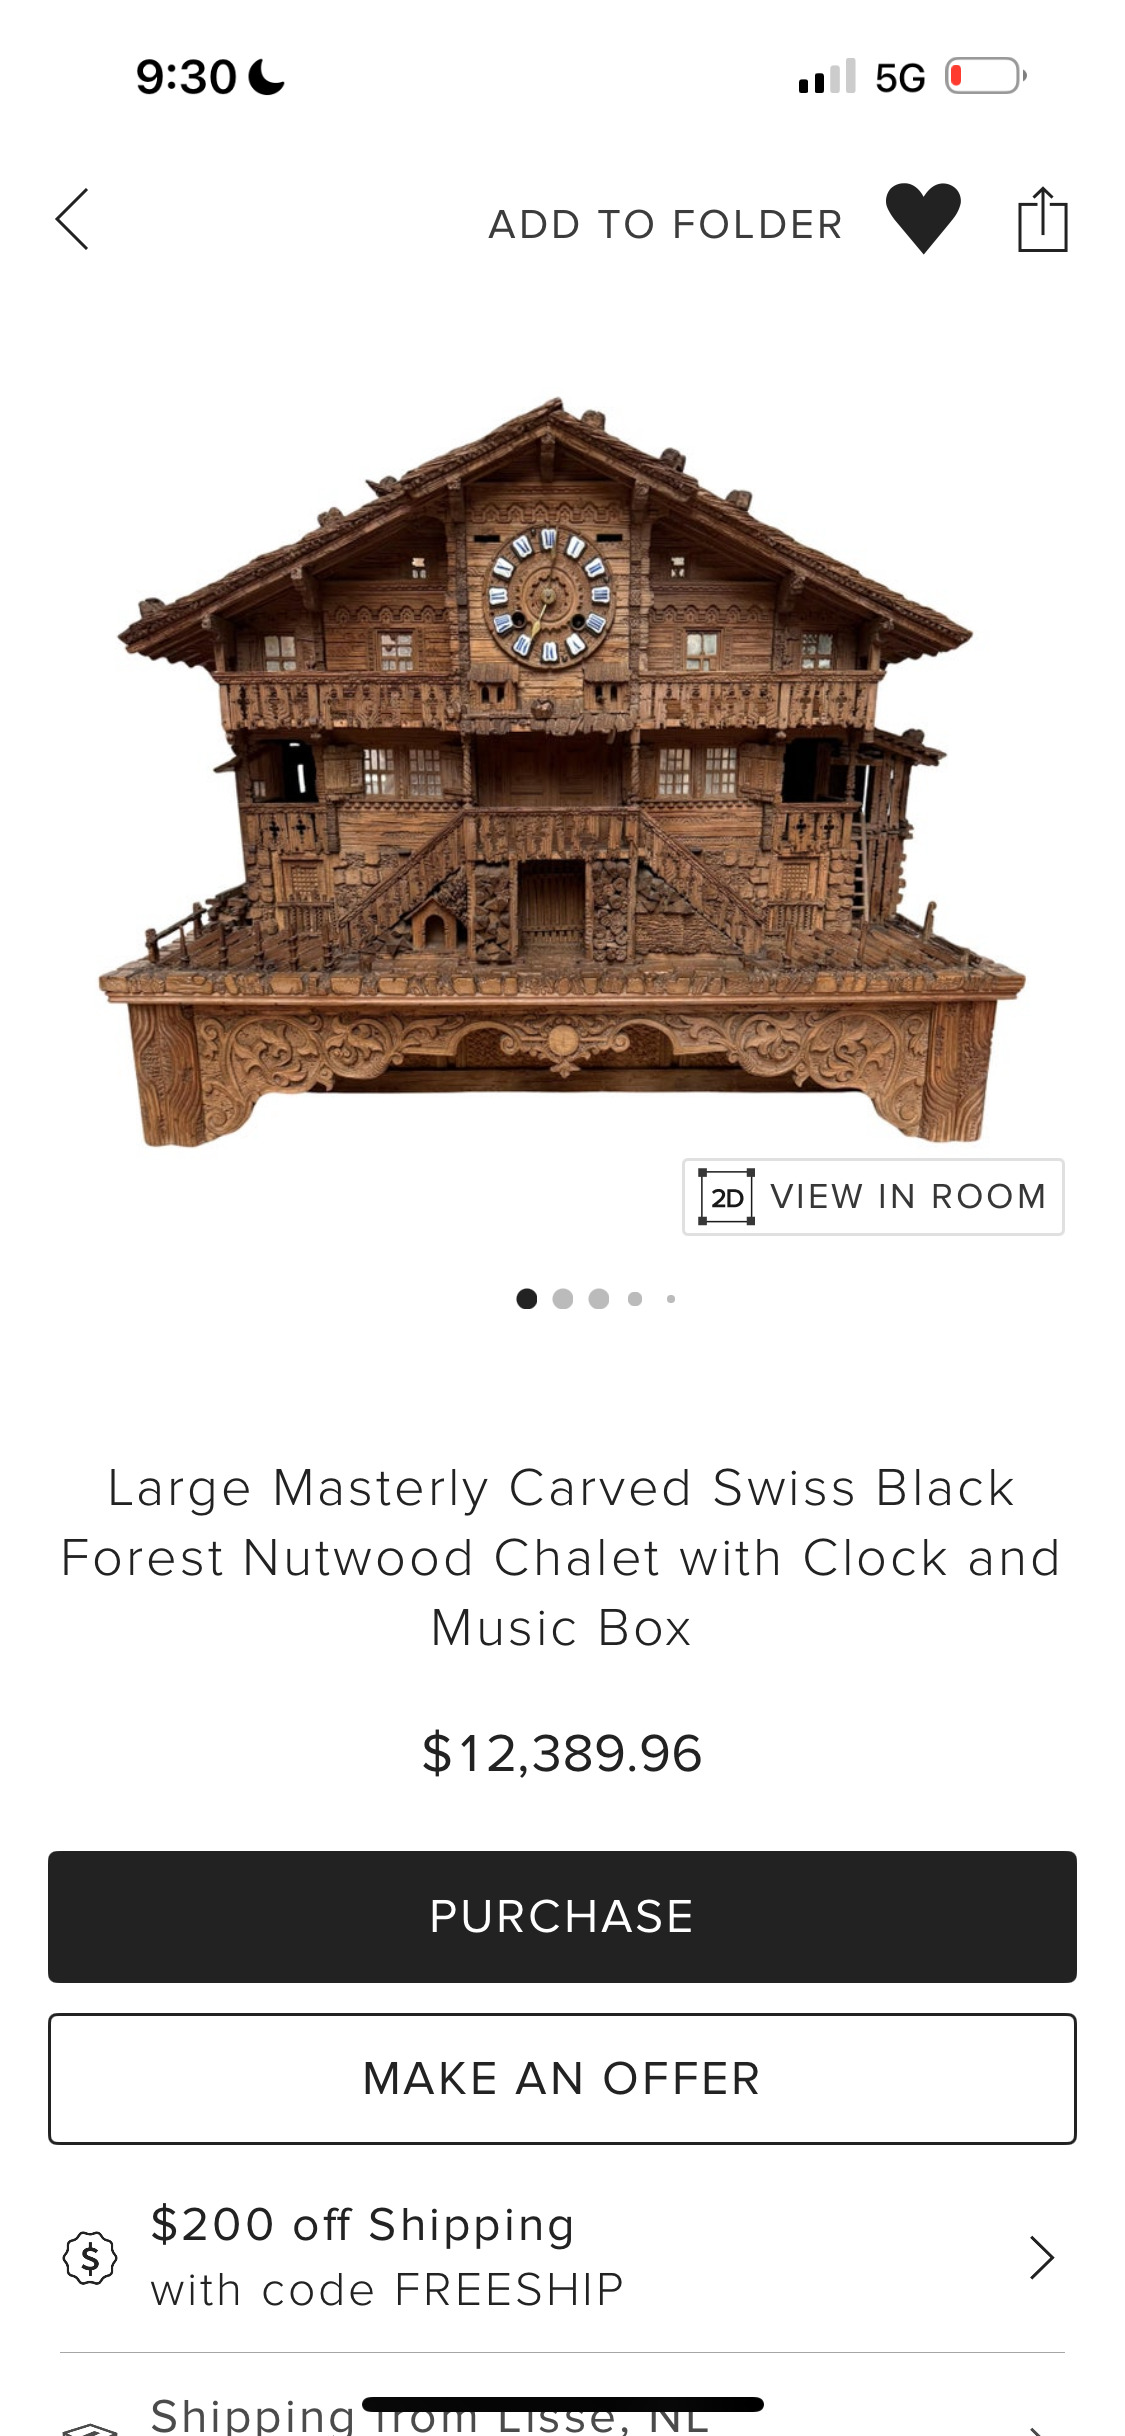 9:30
5G
ADD TO FOLDER
2D VIEW IN ROOM
Large Masterly Carved Swiss Black
Forest Nutwood Chalet with Clock and
Music Box
$12,389.96
PURCHASE
MAKE AN OFFER
$200 off Shipping
with code FREESHIP
Shipping from Lisse, NL